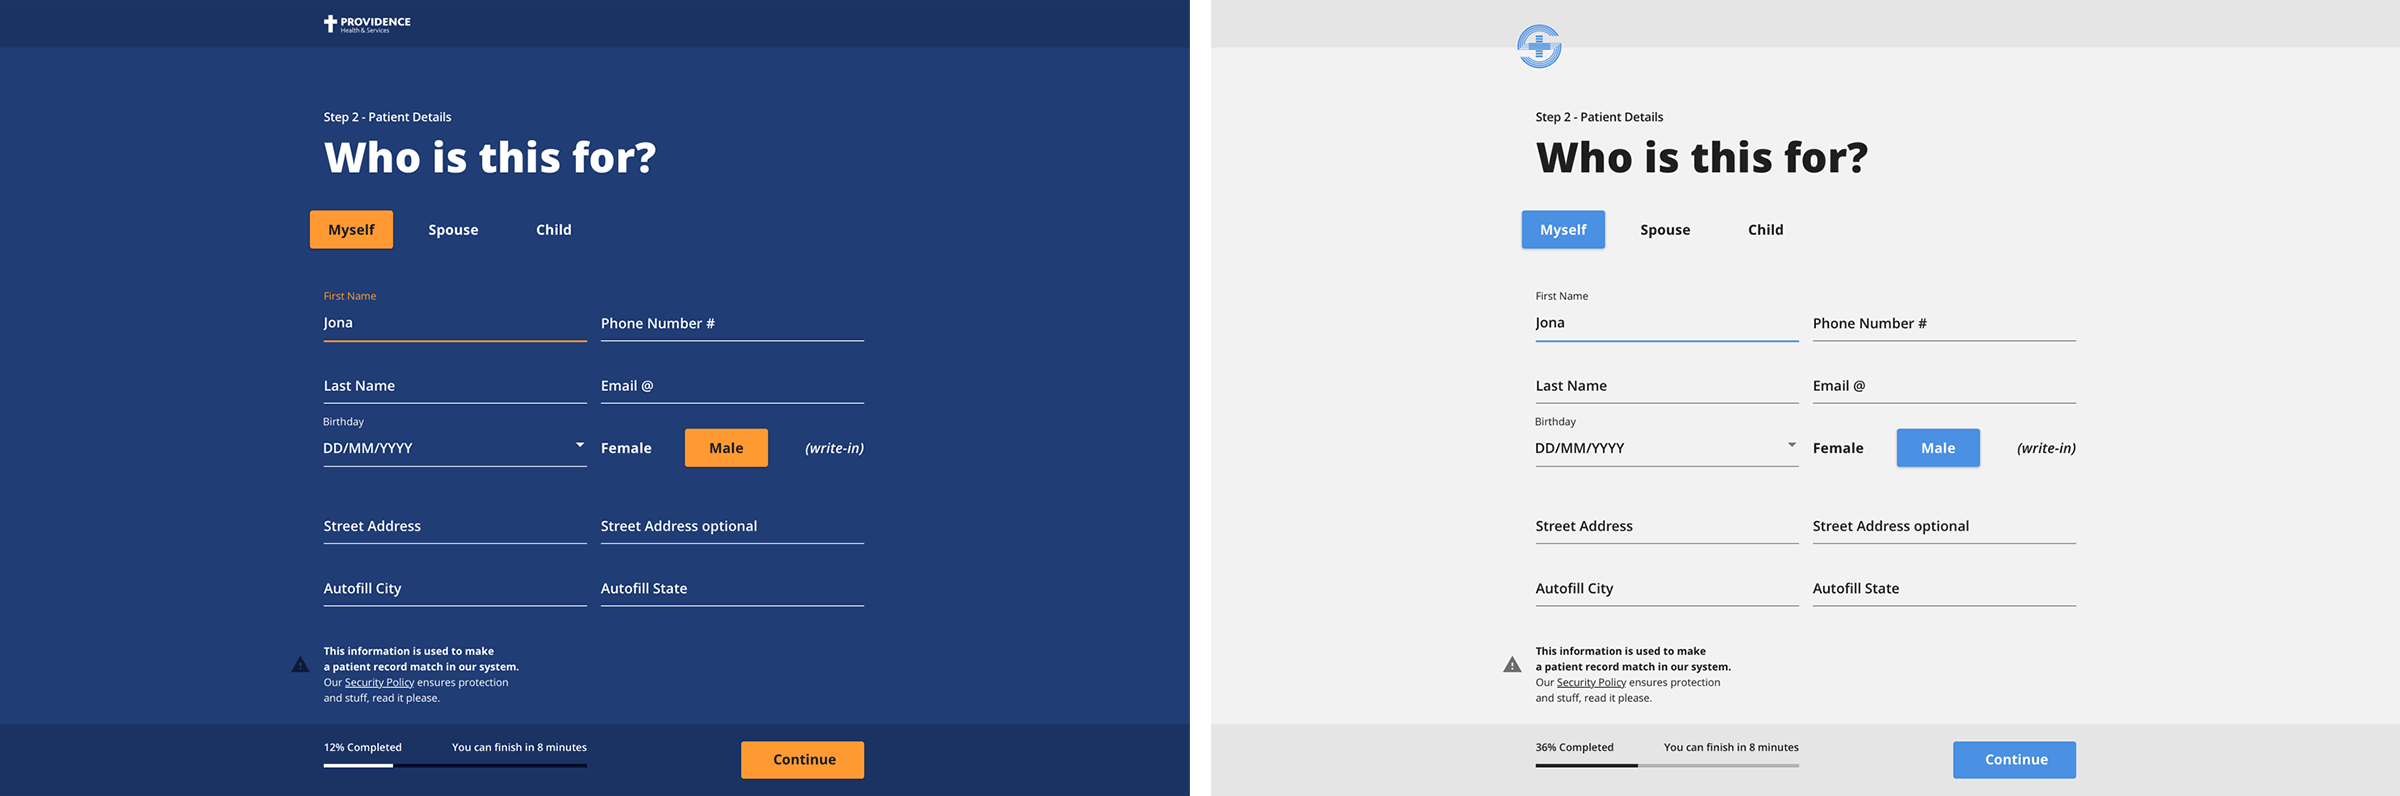 PROVIDENCE
Health & Services
Step 2 - Patient Details
Who is this for?
Myself Spouse Child
First Name
Jona Phone Number #
Last Name Email @
Birthday
DD/MM/YYYY Female Male (write-in)
Street Address Street Address optional
Autofill City Autofill State
This information is used to make
a patient record match in our system.
Our Security Policy ensures protection
and stuff, read it please.
12% Completed You can finish in 8 minutes
Continue
Step 2 - Patient Details
Who is this for?
Myself Spouse Child
First Name
Jona Phone Number #
Last Name Email @
Birthday
DD/MM/YYYY Female Male (write-in)
Street Address Street Address optional
Autofill City Autofill State
This information is used to make
a patient record match in our system.
Our Security Policy ensures protection
and stuff, read it please.
36% Completed You can finish in 8 minutes
Continue